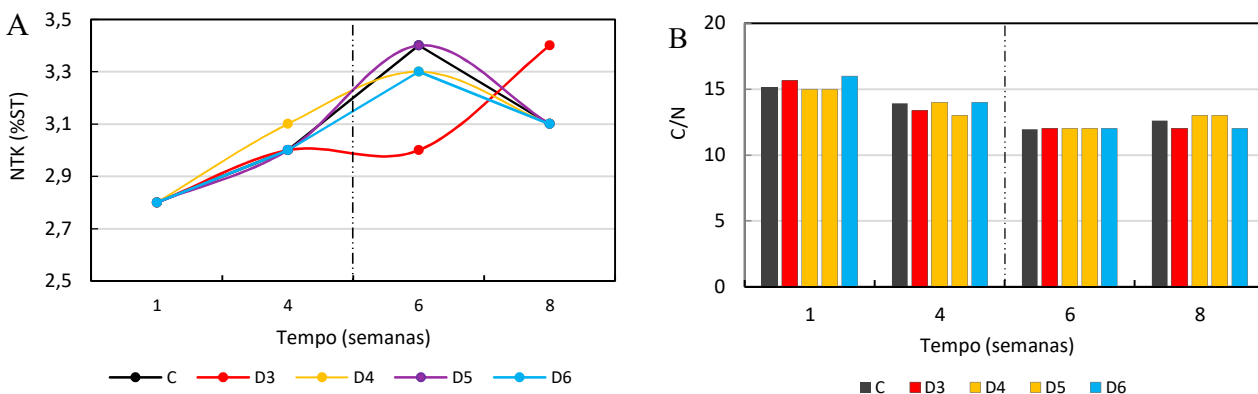 A
NTK (%ST)
3,5
3,3
3,1
2,9
2,7
2,5
1 4 6 8
Tempo (semanas)
C D3 D4 D5 D6
B
C/N
20
15
10
5
0
1 4 6 8
Tempo (semanas)
C D3 D4 D5 D6